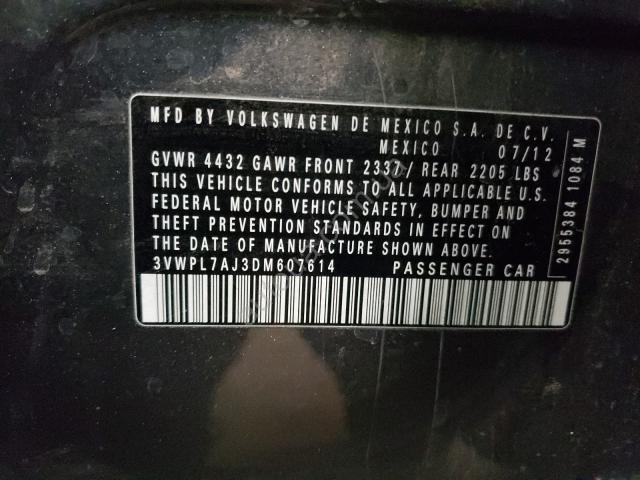 MFD BY VOLKSWAGEN DE MEXICO S.A. DE C.V.
MEXICO 07/12
GVWR 4432 GAWR FRONT 2337/ REAR 2205 LBS
THIS VEHICLE CONFORMS TO ALL APPLICABLE U.S.
FEDERAL MOTOR VEHICLE SAFETY, BUMPER AND
THEFT PREVENTION STANDARDS IN EFFECT ON
THE DATE OF MANUFACTURE SHOWN ABOVE.
3VWPL7AJ3DM607614 PASSENGER CAR
2955384 1084 M